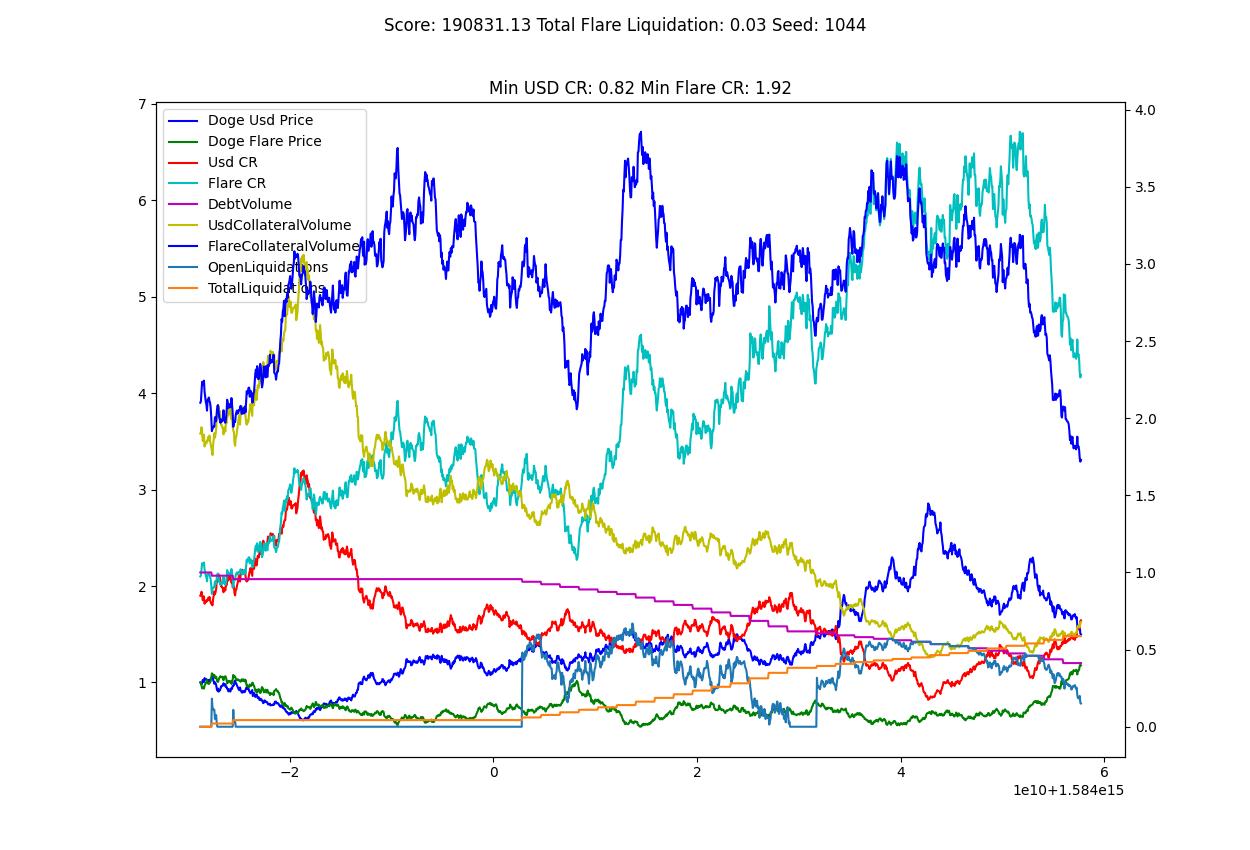 Score: 190831.13 Total Flare Liquidation: 0.03 Seed: 1044
Min USD CR: 0.82 Min Flare CR: 1.92
7
6
5
4
3
2
1
Doge Usd Price
Doge Flare Price
Usd CR
Flare CR
DebtVolume
UsdCollateralVolume
FlareCollateralVolume
OpenLiquidations
TotalLiquidations
4.0
3.5
3.0
2.5
2.0
1.5
1.0
0.5
0.0
−2 0 2 4 6
1e10+1.584e15